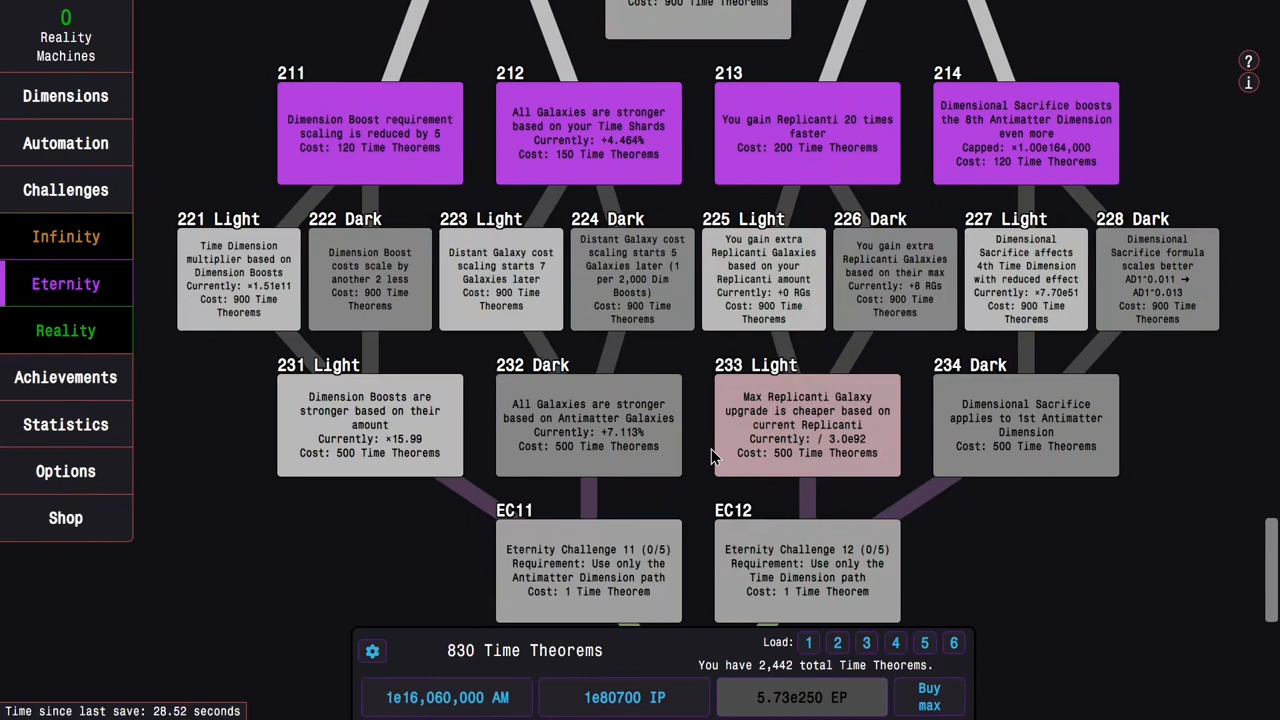 0
Reality
Machines
Dimensions
Automation
Challenges
Infinity
Eternity
Reality
Achievements
Statistics
Options
Shop
Time since last save: 28.52 seconds
Cost: 900 Time Theorems
?
i
211
Dimension Boost requirement
scaling is reduced by 5
Cost: 120 Time Theorems
212
All Galaxies are stronger
based on your Time Shards
Currently: +4.464%
Cost: 150 Time Theorems
213
You gain Replicanti 20 times
faster
Cost: 200 Time Theorems
214
Dimensional Sacrifice boosts
the 8th Antimatter Dimension
even more
Capped: ×1.00e164,000
Cost: 120 Time Theorems
221 Light
Time Dimension
multiplier based on
Dimension Boosts
Currently: ×1.51e11
Cost: 900 Time
Theorems
222 Dark
Dimension Boost
costs scale by
another 2 less
Cost: 900 Time
Theorems
223 Light
Distant Galaxy cost
scaling starts 7
Galaxies later
Cost: 900 Time
Theorems
224 Dark
Distant Galaxy cost
scaling starts 5
Galaxies later (1
per 2,000 Dim
Boosts)
Cost: 900 Time
Theorems
225 Light
You gain extra
Replicanti Galaxies
based on your
Replicanti amount
Currently: +0 RGs
Cost: 900 Time
Theorems
226 Dark
You gain extra
Replicanti Galaxies
based on their max
Currently: +8 RGs
Cost: 900 Time
Theorems
227 Light
Dimensional
Sacrifice affects
4th Time Dimension
with reduced effect
Currently: ×7.70e51
Cost: 900 Time
Theorems
228 Dark
Dimensional
Sacrifice formula
scales better
AD1^0.011 →
AD1^0.013
Cost: 900 Time
Theorems
231 Light
Dimension Boosts are
stronger based on their
amount
Currently: ×15.99
Cost: 500 Time Theorems
232 Dark
All Galaxies are stronger
based on Antimatter Galaxies
Currently: +7.113%
Cost: 500 Time Theorems
233 Light
Max Replicanti Galaxy
upgrade is cheaper based on
current Replicanti
Currently: / 3.0e92
Cost: 500 Time Theorems
234 Dark
Dimensional Sacrifice
applies to 1st Antimatter
Dimension
Cost: 500 Time Theorems
EC11
Eternity Challenge 11 (0/5)
Requirement: Use only the
Antimatter Dimension path
Cost: 1 Time Theorem
EC12
Eternity Challenge 12 (0/5)
Requirement: Use only the
Time Dimension path
Cost: 1 Time Theorem
830 Time Theorems
Load: 1 2 3 4 5 6
You have 2,442 total Time Theorems.
1e16,060,000 AM
1e80700 IP
5.73e250 EP
Buy
max